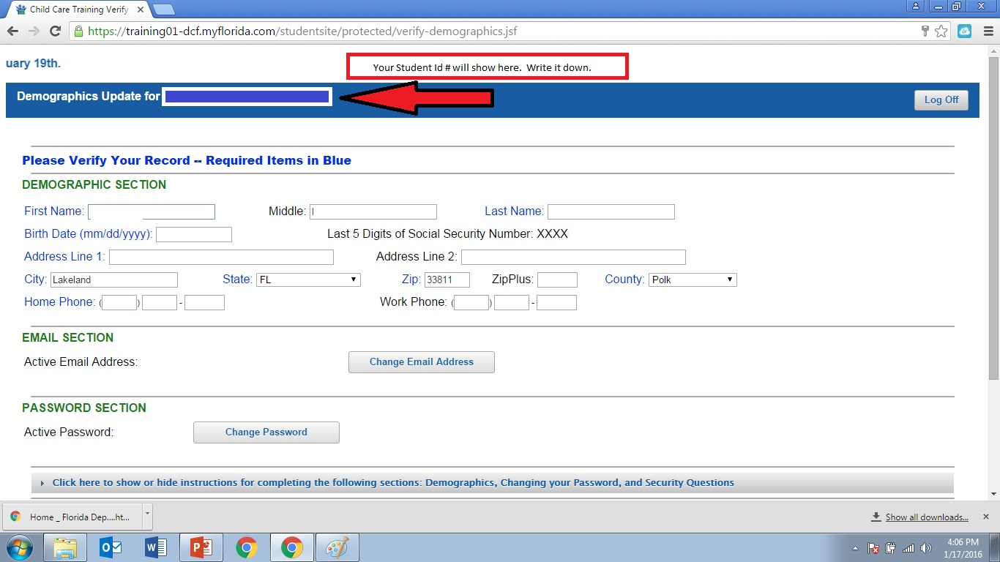 Child Care Training Verify
https://training01-dcf.myflorida.com/studentsite/protected/verify-demographics.jsf
uary 19th.
Your Student Id # will show here. Write it down.
Demographics Update for
Log Off
Please Verify Your Record -- Required Items in Blue
DEMOGRAPHIC SECTION
First Name: Middle: I Last Name:
Birth Date (mm/dd/yyyy): Last 5 Digits of Social Security Number: XXXX
Address Line 1: Address Line 2:
City: Lakeland State: FL Zip: 33811 ZipPlus: County: Polk
Home Phone: ( ) - Work Phone: ( ) -
EMAIL SECTION
Active Email Address: Change Email Address
PASSWORD SECTION
Active Password: Change Password
Click here to show or hide instructions for completing the following sections: Demographics, Changing your Password, and Security Questions
Home _ Florida Dep....ht... Show all downloads...
4:06 PM
1/17/2016